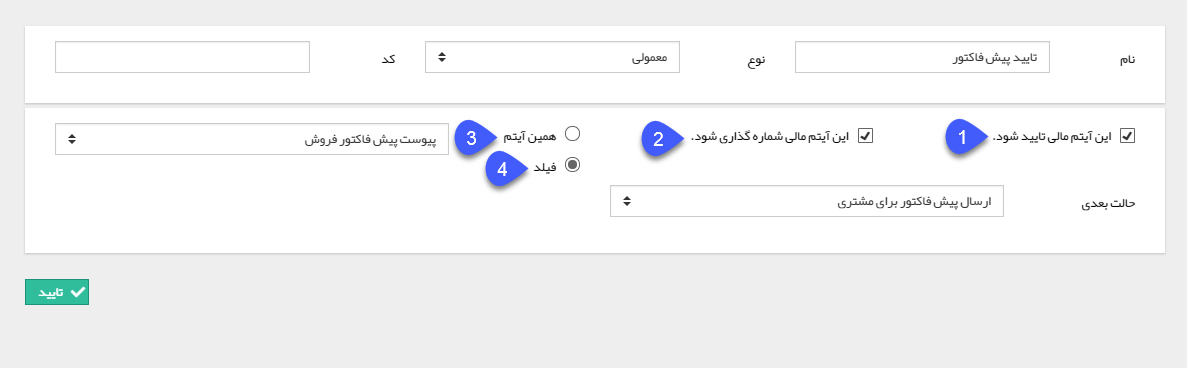 نام
تایید پیش فاکتور
نوع
معمولی
کد
این آیتم مالی تایید شود.
1
این آیتم مالی شماره گذاری شود.
2
همین آیتم
3
پیوست پیش فاکتور فروش
فیلد
4
حالت بعدی
ارسال پیش فاکتور برای مشتری
تایید